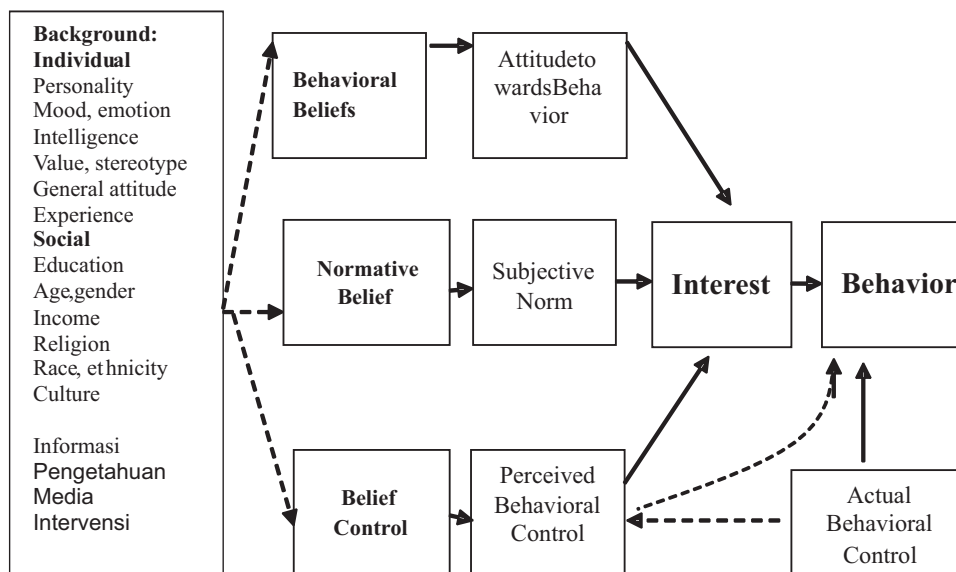 Background:
Individual
Personality
Mood, emotion
Intelligence
Value, stereotype
General attitude
Experience
Social
Education
Age,gender
Income
Religion
Race, ethnicity
Culture
Informasi
Pengetahuan
Media
Intervensi
Behavioral
Beliefs
Attitudeto
wardsBeha
vior
Normative
Belief
Subjective
Norm
Interest
Behavior
Belief
Control
Perceived
Behavioral
Control
Actual
Behavioral
Control